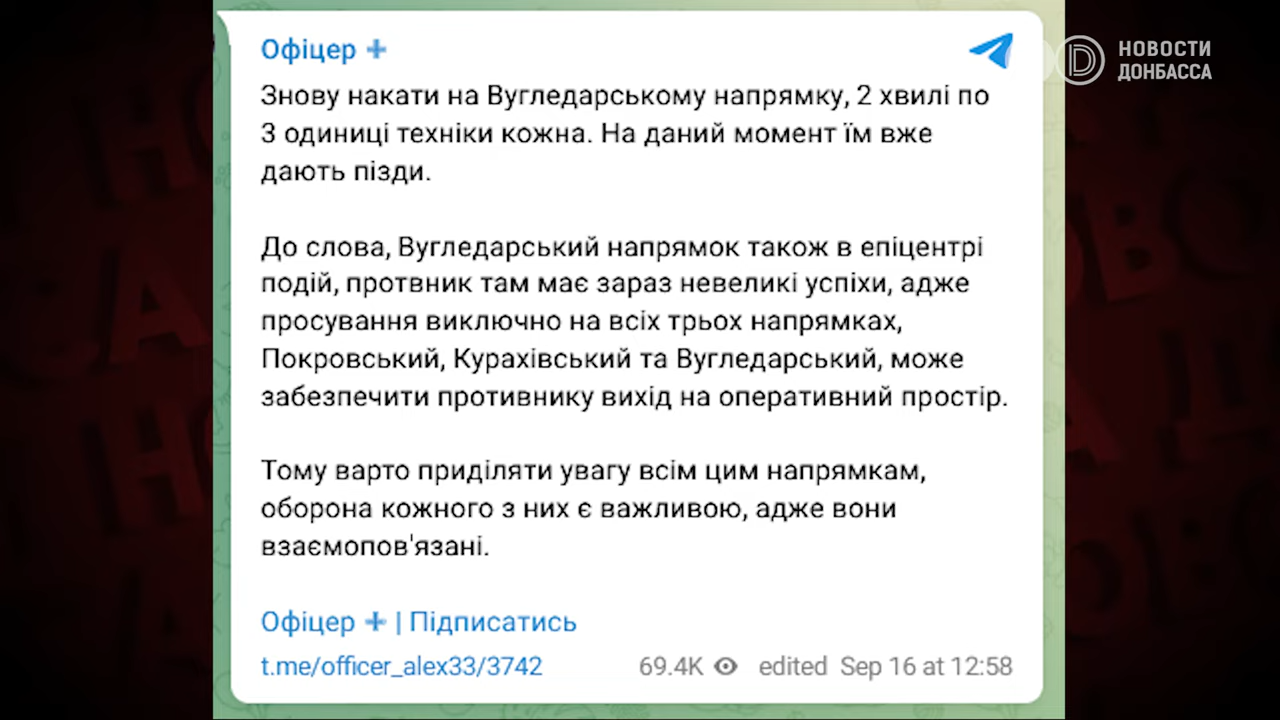 Офіцер +
НОВОСТИ
ДОНБАССА
Знову накати на Вугледарському напрямку, 2 хвилі по
3 одиниці техніки кожна. На даний момент їм вже
дають пізди.
До слова, Вугледарський напрямок також в епіцентрі
подій, протвник там має зараз невеликі успіхи, адже
просування виключно на всіх трьох напрямках,
Покровський, Курахівський та Вугледарський, може
забезпечити противнику вихід на оперативний простір.
Тому варто приділяти увагу всім цим напрямкам,
оборона кожного з них є важливою, адже вони
взаємопов'язані.
Офіцер + | Підписатись
t.me/officer_alex33/3742 69.4K edited Sep 16 at 12:58